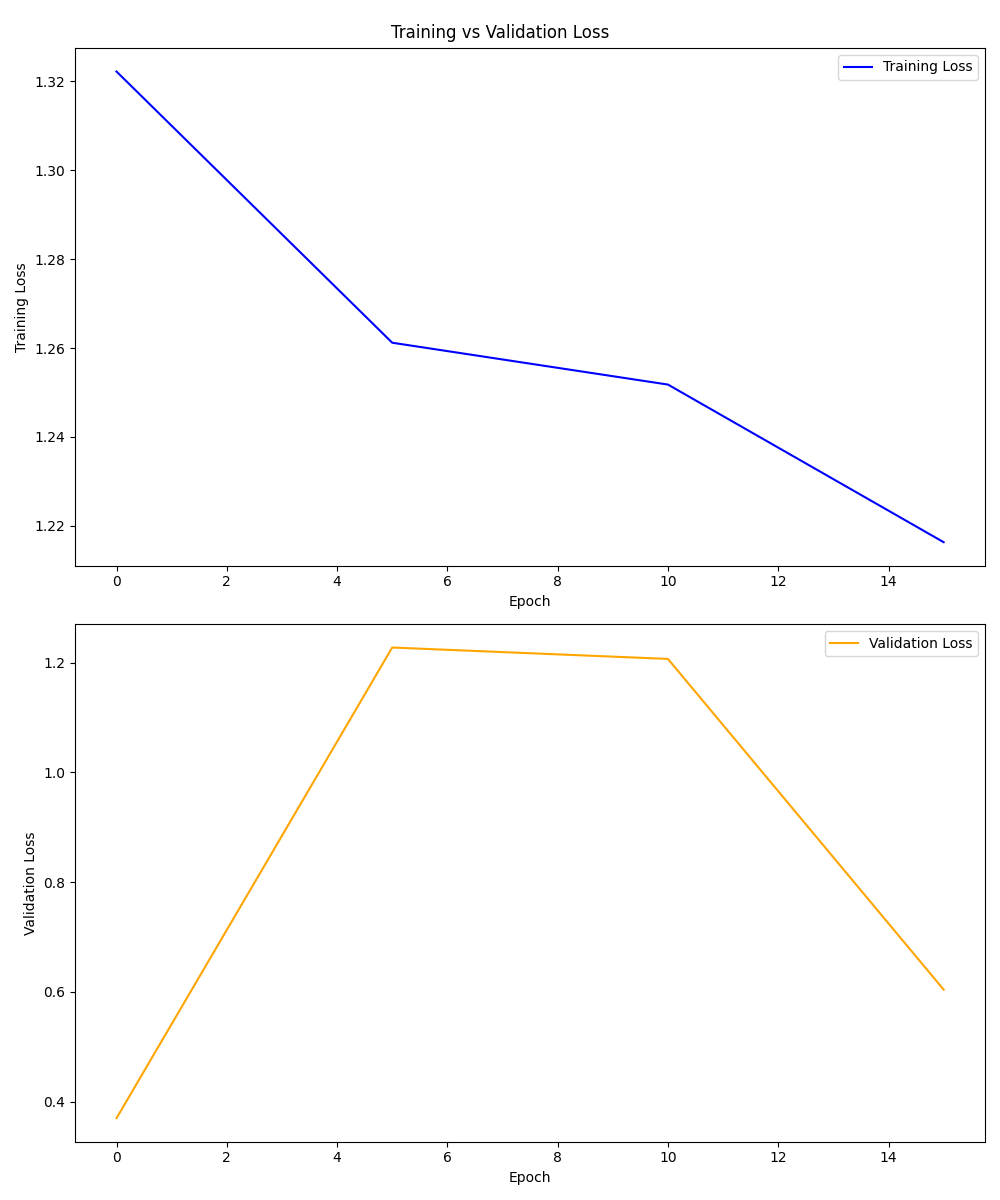 Training vs Validation Loss
Training Loss
1.32
1.30
1.28
1.26
1.24
1.22
Training Loss
0 2 4 6 8 10 12 14
Epoch
Validation Loss
1.2
1.0
0.8
0.6
0.4
Validation Loss
0 2 4 6 8 10 12 14
Epoch